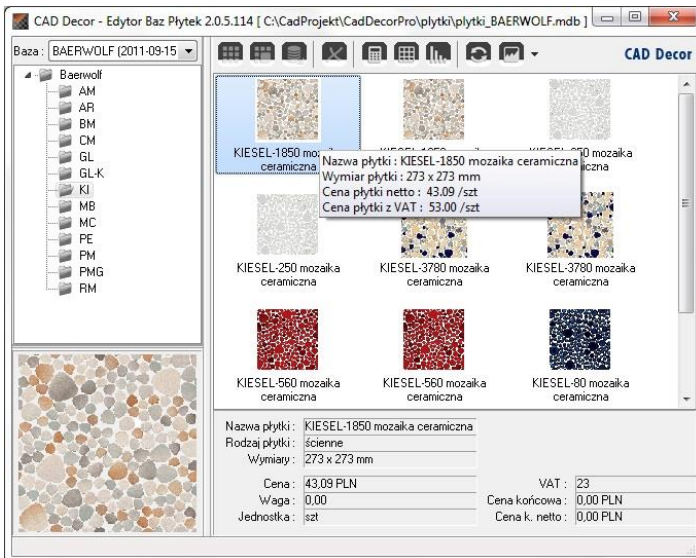 CAD Decor - Edytor Baz Płytek 2.0.5.114 [ C:\CadProjekt\CadDecorPro\plytki\plytki_BAERWOLF.mdb ]
Baza : BAERWOLF (2011-09-15
CAD Decor
Baerwolf
AM
AR
BM
CM
GL
GL-K
KI
MB
MC
PE
PM
PMG
RM
KIESEL-1850 mozaika
ceramiczna
Nazwa płytki : KIESEL-1850 mozaika ceramiczna
Wymiar płytki : 273 x 273 mm
Cena płytki netto : 43.09 /szt
Cena płytki z VAT : 53.00 /szt
KIESEL-250 mozaika
ceramiczna
KIESEL-3780 mozaika
ceramiczna
KIESEL-3780 mozaika
ceramiczna
KIESEL-560 mozaika
ceramiczna
KIESEL-560 mozaika
ceramiczna
KIESEL-80 mozaika
ceramiczna
Nazwa płytki : KIESEL-1850 mozaika ceramiczna
Rodzaj płytki : ścienne
Wymiary : 273 x 273 mm
Cena : 43,09 PLN
VAT : 23
Waga : 0,00
Cena końcowa : 0,00 PLN
Jednostka : szt
Cena k. netto : 0,00 PLN